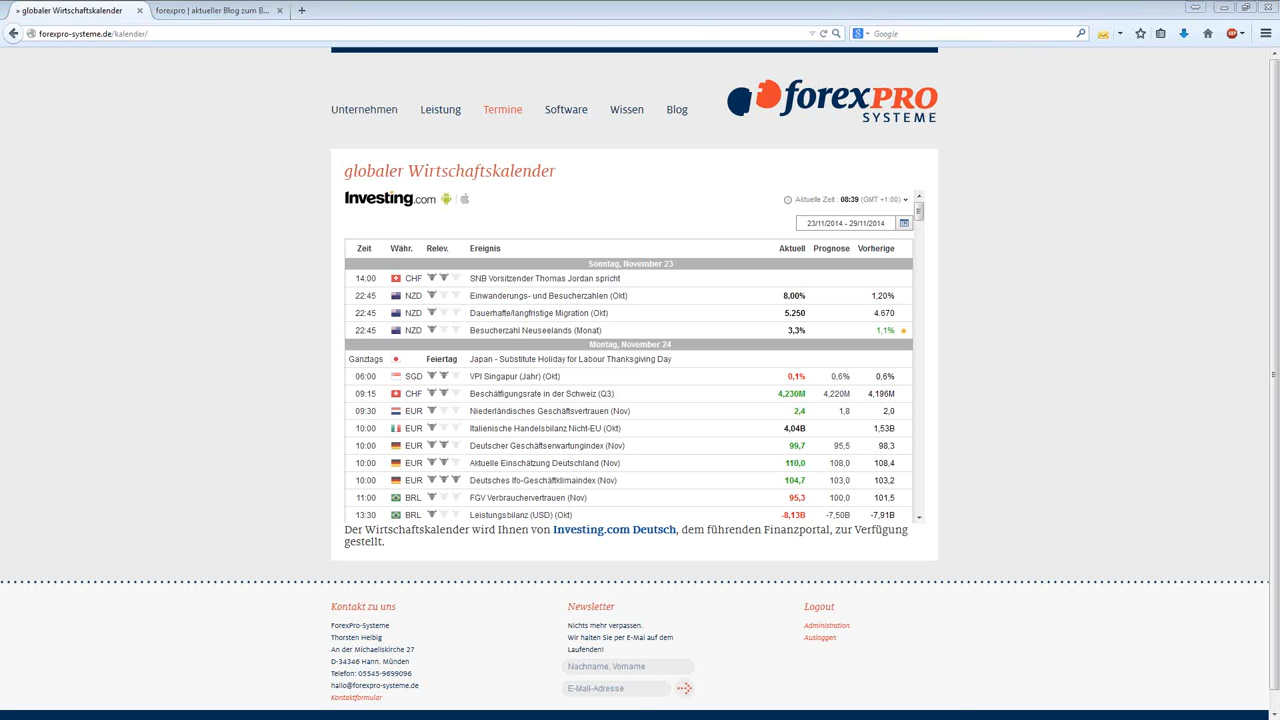 » globaler Wirtschaftskalender
forexpro | aktueller Blog zum B...
forexpro-systeme.de/kalender/
Google
Unternehmen Leistung Termine Software Wissen Blog
forexPRO
SYSTEME
globaler Wirtschaftskalender
Investing.com
Aktuelle Zeit : 08:39 (GMT +1:00)
23/11/2014 - 29/11/2014
Zeit Währ. Relev. Ereignis Aktuell Prognose Vorherige
Sonntag, November 23
14:00 CHF SNB Vorsitzender Thomas Jordan spricht
22:45 NZD Einwanderungs- und Besucherzahlen (Okt) 8,00% 1,20%
22:45 NZD Dauerhafte/langfristige Migration (Okt) 5.250 4,670
22:45 NZD Besucherzahl Neuseelands (Monat) 3,3% 1,1%
Montag, November 24
Ganztags Feiertag Japan - Substitute Holiday for Labour Thanksgiving Day
06:00 SGD VPI Singapur (Jahr) (Okt) 0,1% 0,6% 0,6%
09:15 CHF Beschäftigungsrate in der Schweiz (Q3) 4,230M 4,220M 4,196M
09:30 EUR Niederländisches Geschäftsvertrauen (Nov) 2,4 1,8 2,0
10:00 EUR Italienische Handelsbilanz Nicht-EU (Okt) 4,04B 1,53B
10:00 EUR Deutscher Geschäftserwartungindex (Nov) 99,7 95,5 98,3
10:00 EUR Aktuelle Einschätzung Deutschland (Nov) 110,0 108,0 108,4
10:00 EUR Deutsches Ifo-Geschäftklimaindex (Nov) 104,7 103,0 103,2
11:00 BRL FGV Verbrauchervertrauen (Nov) 95,3 100,0 101,5
13:30 BRL Leistungsbilanz (USD) (Okt) -8,13B -7,50B -7,91B
Der Wirtschaftskalender wird Ihnen von Investing.com Deutsch, dem führenden Finanzportal, zur Verfügung
gestellt.
Kontakt zu uns
ForexPro-Systeme
Thorsten Helbig
An der Michaeliskirche 27
D-34346 Hann. Münden
Telefon: 05545-9699096
hallo@forexpro-systeme.de
Kontaktformular
Newsletter
Nichts mehr verpassen.
Wir halten Sie per E-Mai auf dem
Laufenden!
Nachname, Vorname
E-Mail-Adresse
Logout
Administration
Ausloggen